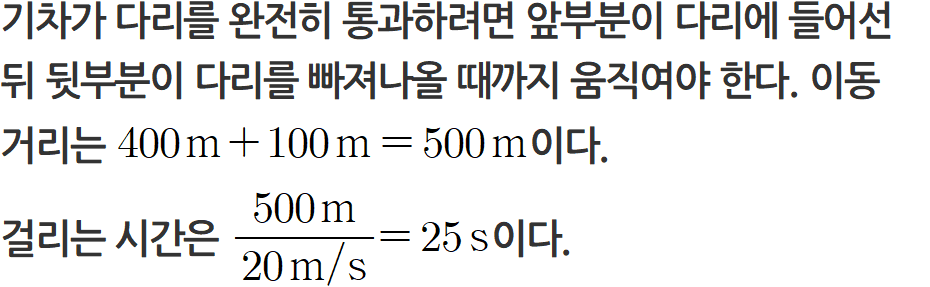 기차가 다리를 완전히 통과하려면 앞부분이 다리에 들어선
뒤 뒷부분이 다리를 빠져나올 때까지 움직여야 한다. 이동
거리는 400 m + 100 m = 500 m이다.
걸리는 시간은 \frac{500 m}{20 m/s} = 25 s이다.